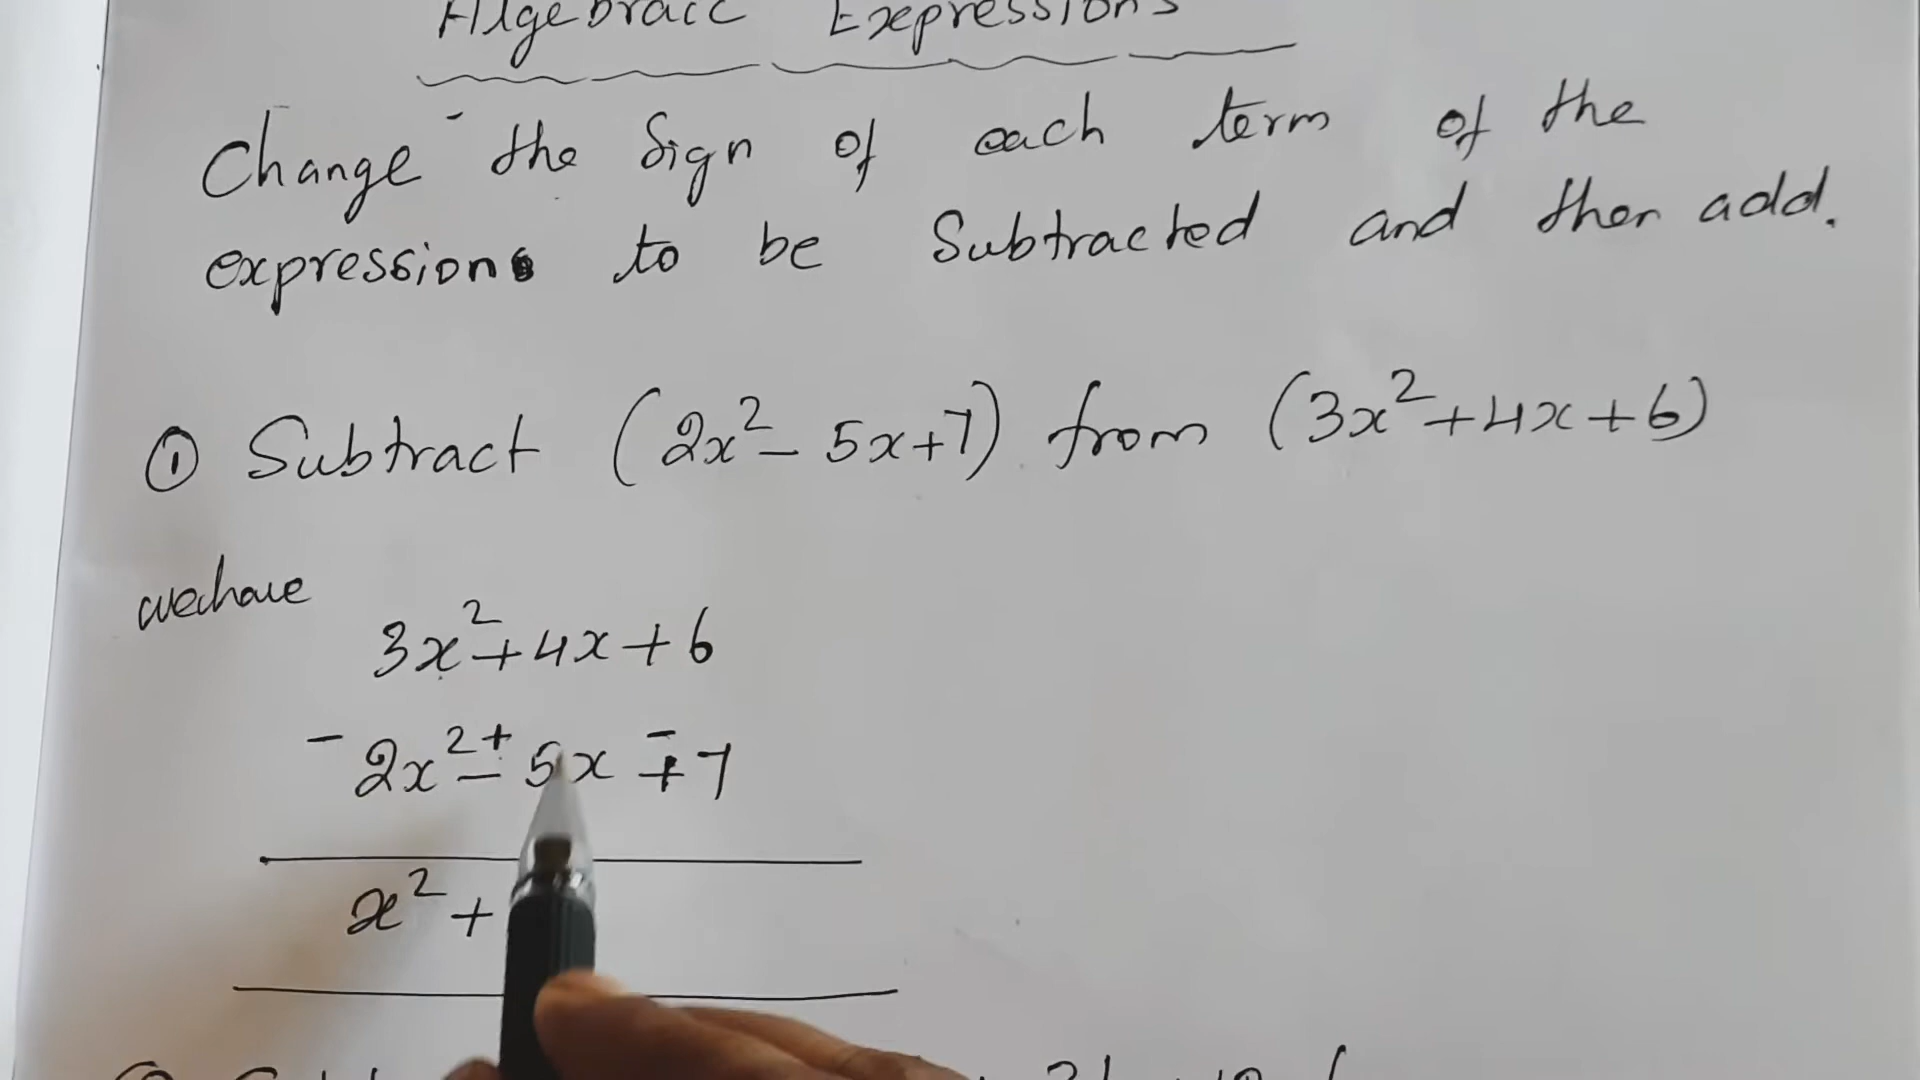 Algebraic Expressions
Change the Sign of each term of the
expressions to be Subtracted and then add.
① Subtract (2x² - 5x+7) from (3x²+4x+6)
we have
3x²+4x+6
- 2x² - + 5x + - 7
x² +